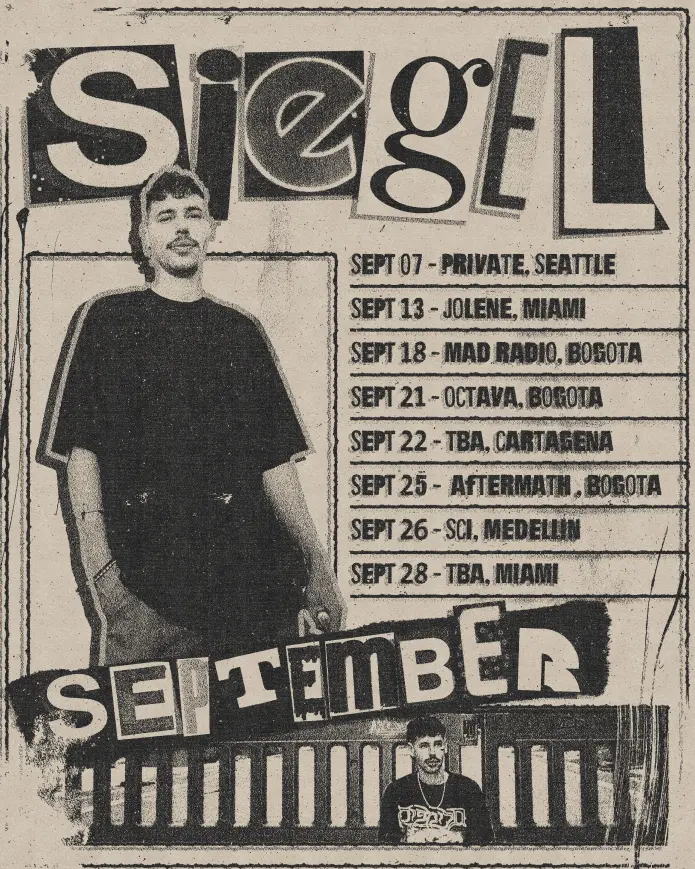 SiegEL
SEPT 07 - PRIVATE, SEATTLE
SEPT 13 - JOLENE, MIAMI
SEPT 18 - MAD RADIO, BOGOTA
SEPT 21 - OCTAVA, BOGOTA
SEPT 22 - TBA, CARTAGENA
SEPT 25 - AfTERMATH , BOGOTA
SEPT 26 - SCI, MEDELLIN
SEPT 28 - TBA, MIAMI
SEPTEmBER